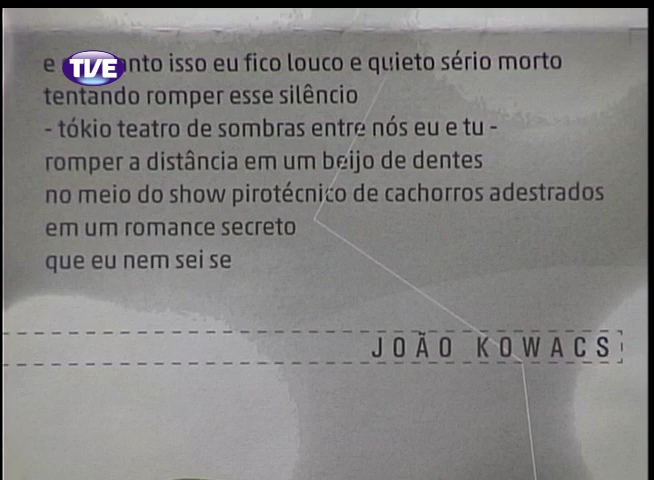 e TVE nto isso eu fico louco e quieto sério morto
tentando romper esse silêncio
- tókio teatro de sombras entre nós eu e tu -
romper a distância em um beijo de dentes
no meio do show pirotécnico de cachorros adestrados
em um romance secreto
que eu nem sei se
JOÃO KOWACS